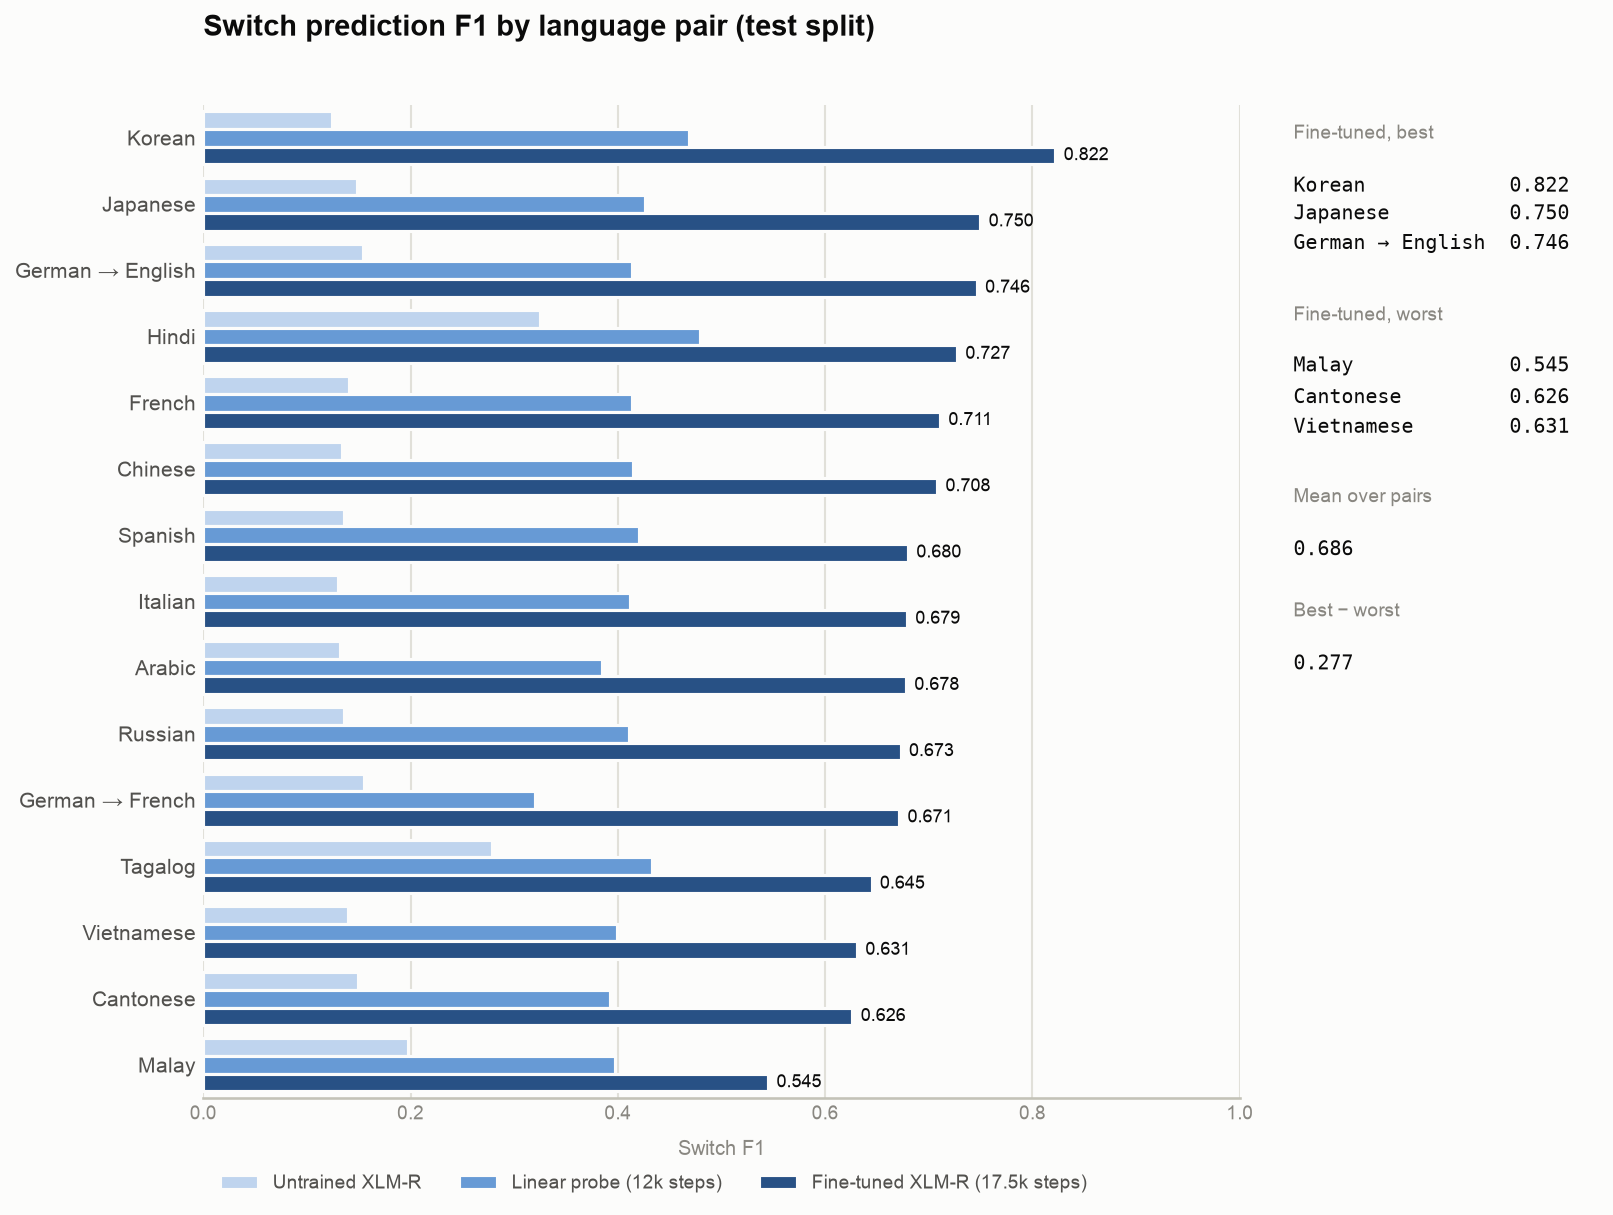 Switch prediction F1 by language pair (test split)
Korean
0.822
Japanese
0.750
German → English
0.746
Hindi
0.727
French
0.711
Chinese
0.708
Spanish
0.680
Italian
0.679
Arabic
0.678
Russian
0.673
German → French
0.671
Tagalog
0.645
Vietnamese
0.631
Cantonese
0.626
Malay
0.545
0.0 0.2 0.4 0.6 0.8 1.0
Switch F1
Untrained XLM-R Linear probe (12k steps) Fine-tuned XLM-R (17.5k steps)
Fine-tuned, best
Korean 0.822
Japanese 0.750
German → English 0.746
Fine-tuned, worst
Malay 0.545
Cantonese 0.626
Vietnamese 0.631
Mean over pairs
0.686
Best − worst
0.277